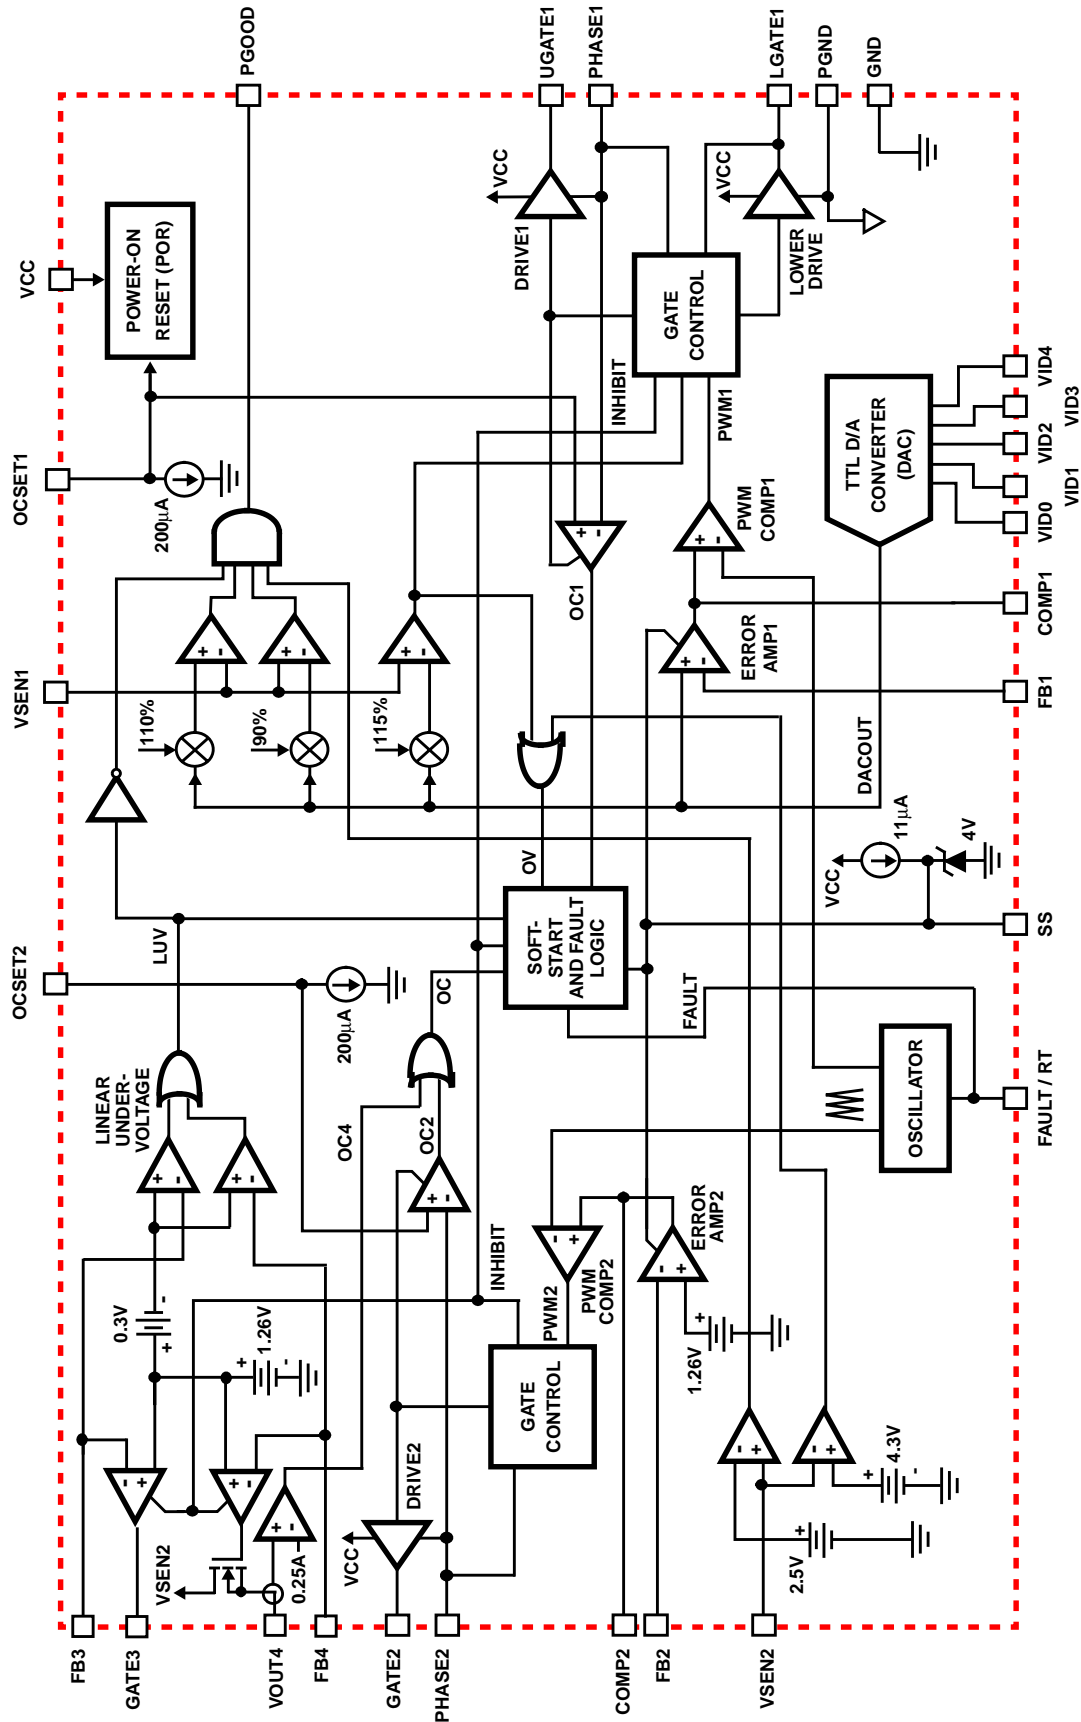 VSEN1
OCSET1
VCC
OCSET2
POWER-ON
RESET (POR)
PGOOD
200μA
110%
+
-
90%
+
-
115%
+
-
LUV
LINEAR
UNDER-
VOLTAGE
+
-
+
-
0.3V
+
-
1.26V
+
-
FB3
GATE3
-
+
+
-
VSEN2
+
-
0.25A
VOUT4
FB4
OC4
OC2
+
-
OC
200μA
INHIBIT
VCC
DRIVE2
GATE2
PHASE2
GATE
CONTROL
PWM2
PWM
COMP2
-
+
ERROR
AMP2
-
+
1.26V
+
COMP2
FB2
VSEN2
-
+
-
+
2.5V
+
4.3V
+
-
OV
SOFT-
START
AND FAULT
LOGIC
FAULT
OSCILLATOR
FAULT / RT
SS
VCC
11μA
4V
DACOUT
OC1
+
-
INHIBIT
DRIVE1
VCC
UGATE1
PHASE1
GATE
CONTROL
VCC
LOWER
DRIVE
LGATE1
PGND
GND
PWM1
PWM
COMP1
+
-
ERROR
AMP1
+
-
TTL D/A
CONVERTER
(DAC)
FB1
COMP1
VID0
VID1
VID2
VID3
VID4